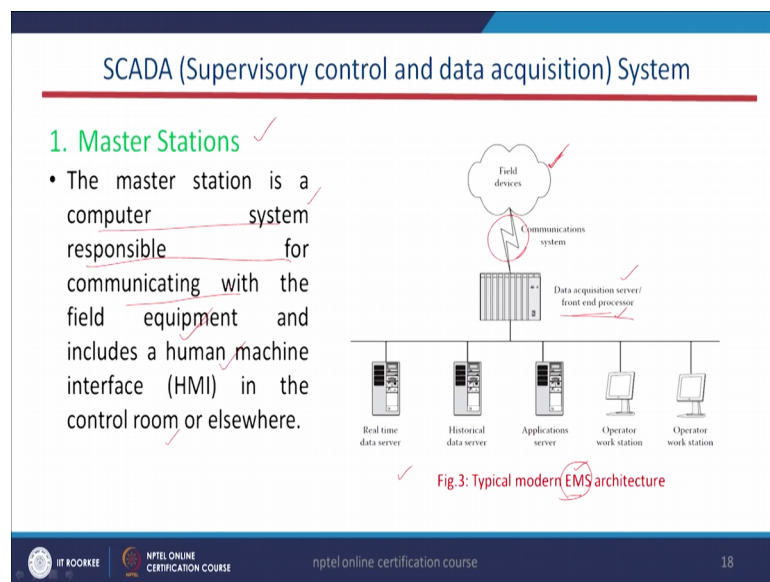 SCADA (Supervisory control and data acquisition) System
1. Master Stations
• The master station is a
computer system
responsible for
communicating with the
field equipment and
includes a human machine
interface (HMI) in the
control room or elsewhere.
Field
devices
Communications
system
Data acquisition server/
front end processor
Real time
data server
Historical
data server
Applications
server
Operator
work station
Operator
work station
Fig.3: Typical modern EMS architecture
IIT ROORKEE
NPTEL ONLINE
CERTIFICATION COURSE
nptel online certification course
18